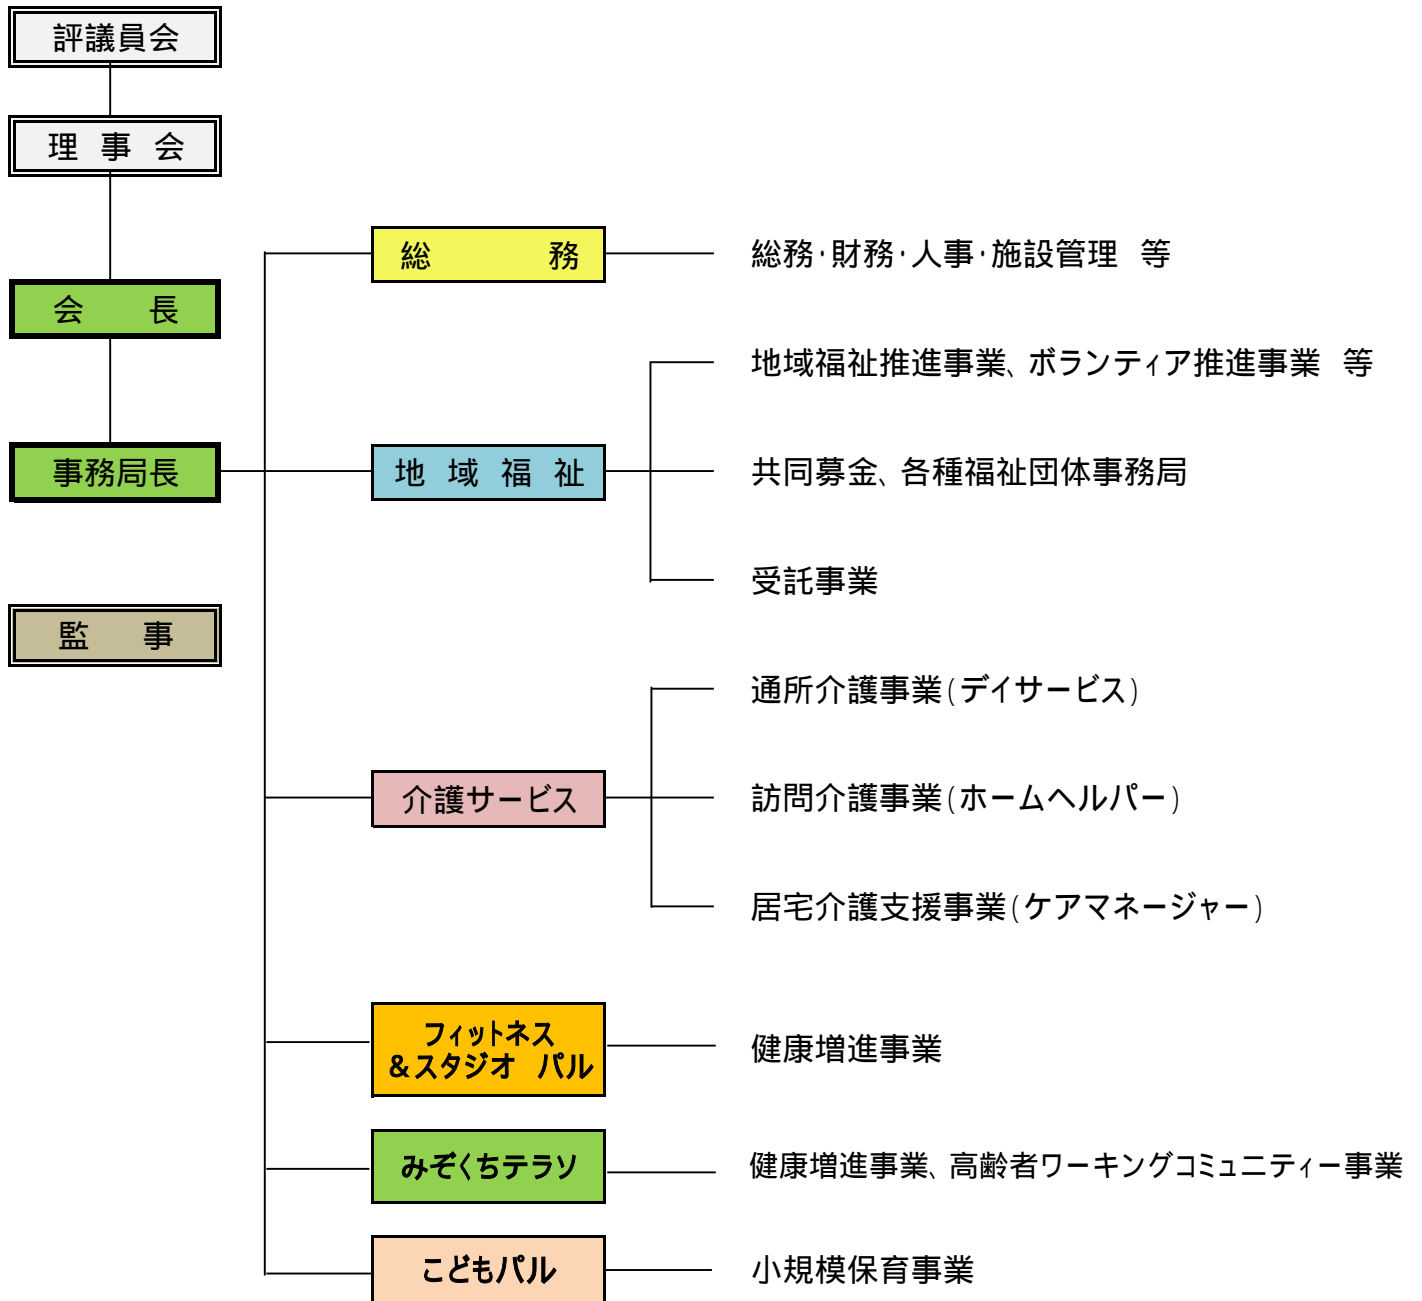 評議員会
理 事 会
会 長
事務局長
監 事
総 務
総務・財務・人事・施設管理 等
地 域 福 祉
地域福祉推進事業、ボランティア推進事業 等
共同募金、各種福祉団体事務局
受託事業
介護サービス
通所介護事業(デイサービス)
訪問介護事業(ホームヘルパー)
居宅介護支援事業(ケアマネージャー)
フィットネス
&スタジオ パル
健康増進事業
みぞくちテラソ
健康増進事業、高齢者ワーキングコミュニティー事業
こどもパル
小規模保育事業